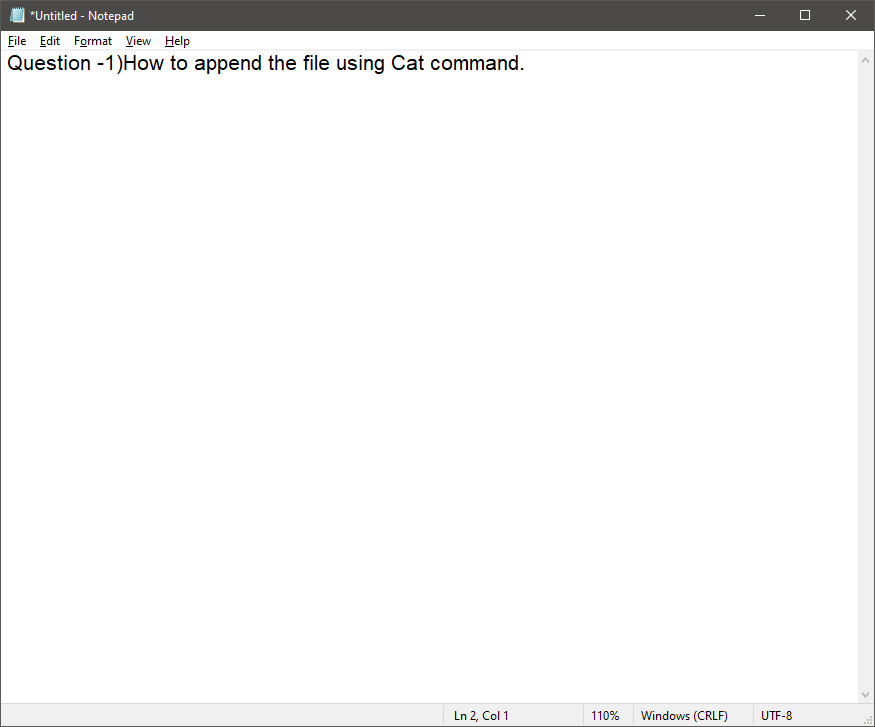 *Untitled - Notepad
File Edit Format View Help
Question -1)How to append the file using Cat command.
Ln 2, Col 1 110% Windows (CRLF) UTF-8